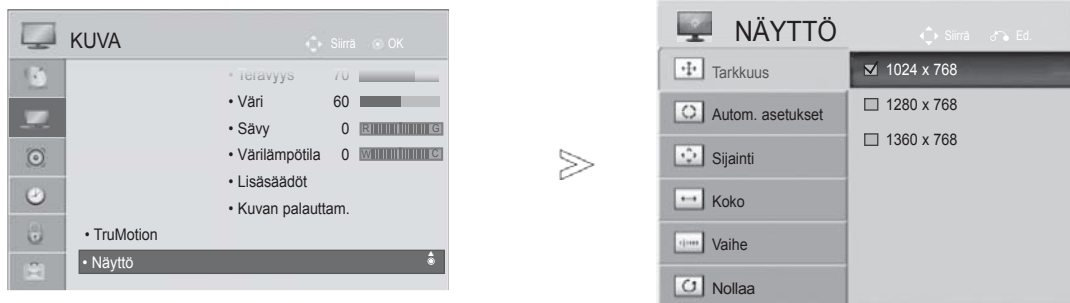 KUVA
Siirrä OK
• Terävyys 70
• Väri 60
• Sävy 0 R G
• Värilämpötila 0 W C
• Lisäsäädöt
• Kuvan palauttam.
• TruMotion
• Näyttö
NÄYTTÖ
Siirrä Ed.
Tarkkuus
Autom. asetukset
Sijainti
Koko
Vaihe
Nollaa
1024 x 768
1280 x 768
1360 x 768